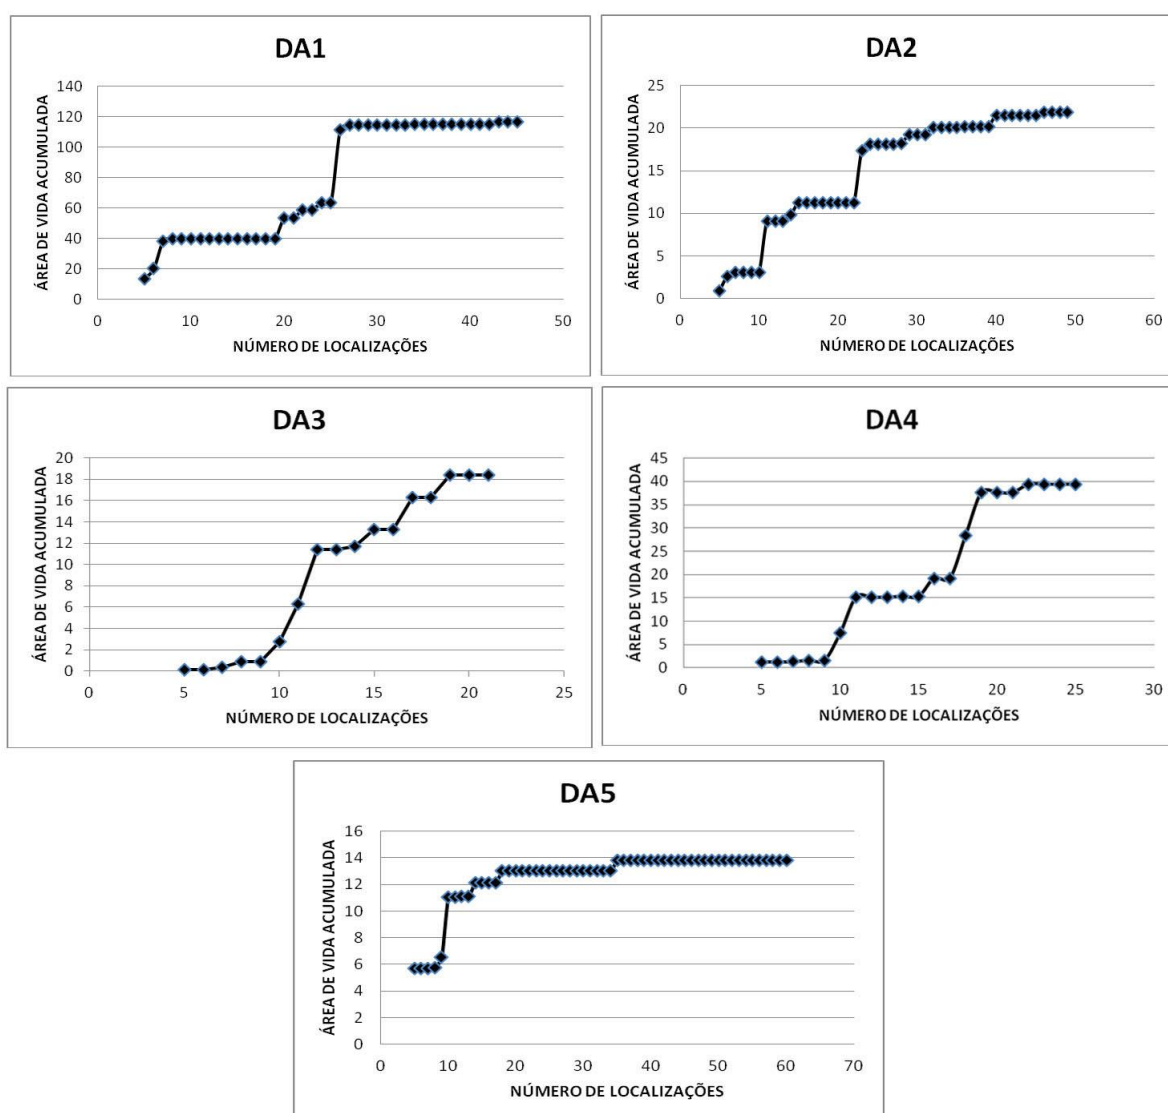 DA1
ÁREA DE VIDA ACUMULADA
140
120
100
80
60
40
20
0
0 10 20 30 40 50
NÚMERO DE LOCALIZAÇÕES
DA2
ÁREA DE VIDA ACUMULADA
25
20
15
10
5
0
0 10 20 30 40 50 60
NÚMERO DE LOCALIZAÇÕES
DA3
ÁREA DE VIDA ACUMULADA
20
18
16
14
12
10
8
6
4
2
0
0 5 10 15 20 25
NÚMERO DE LOCALIZAÇÕES
DA4
ÁREA DE VIDA ACUMULADA
45
40
35
30
25
20
15
10
5
0
0 5 10 15 20 25 30
NÚMERO DE LOCALIZAÇÕES
DA5
ÁREA DE VIDA ACUMULADA
16
14
12
10
8
6
4
2
0
0 10 20 30 40 50 60 70
NÚMERO DE LOCALIZAÇÕES